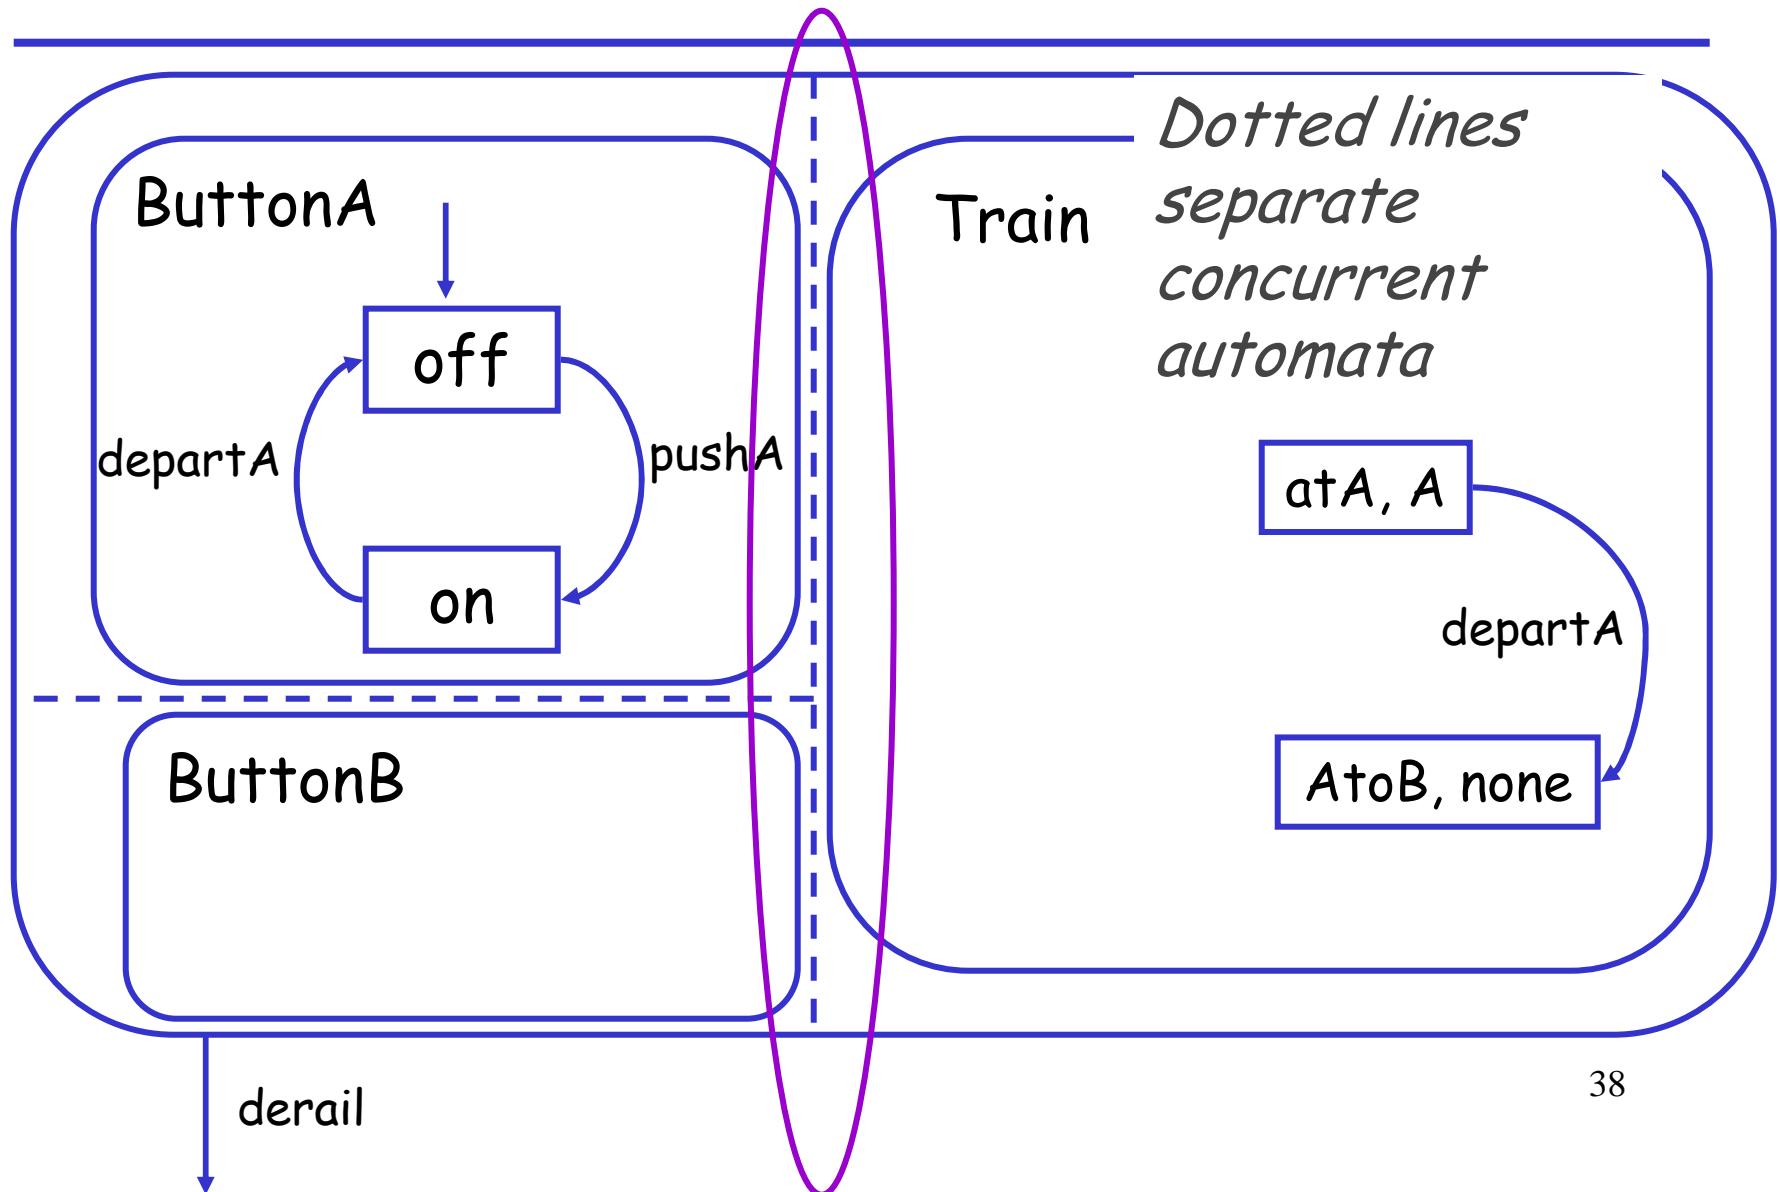 ButtonA
off
departA
pushA
on
ButtonB
Train
Dotted lines
separate
concurrent
automata
atA, A
departA
AtoB, none
derail
38